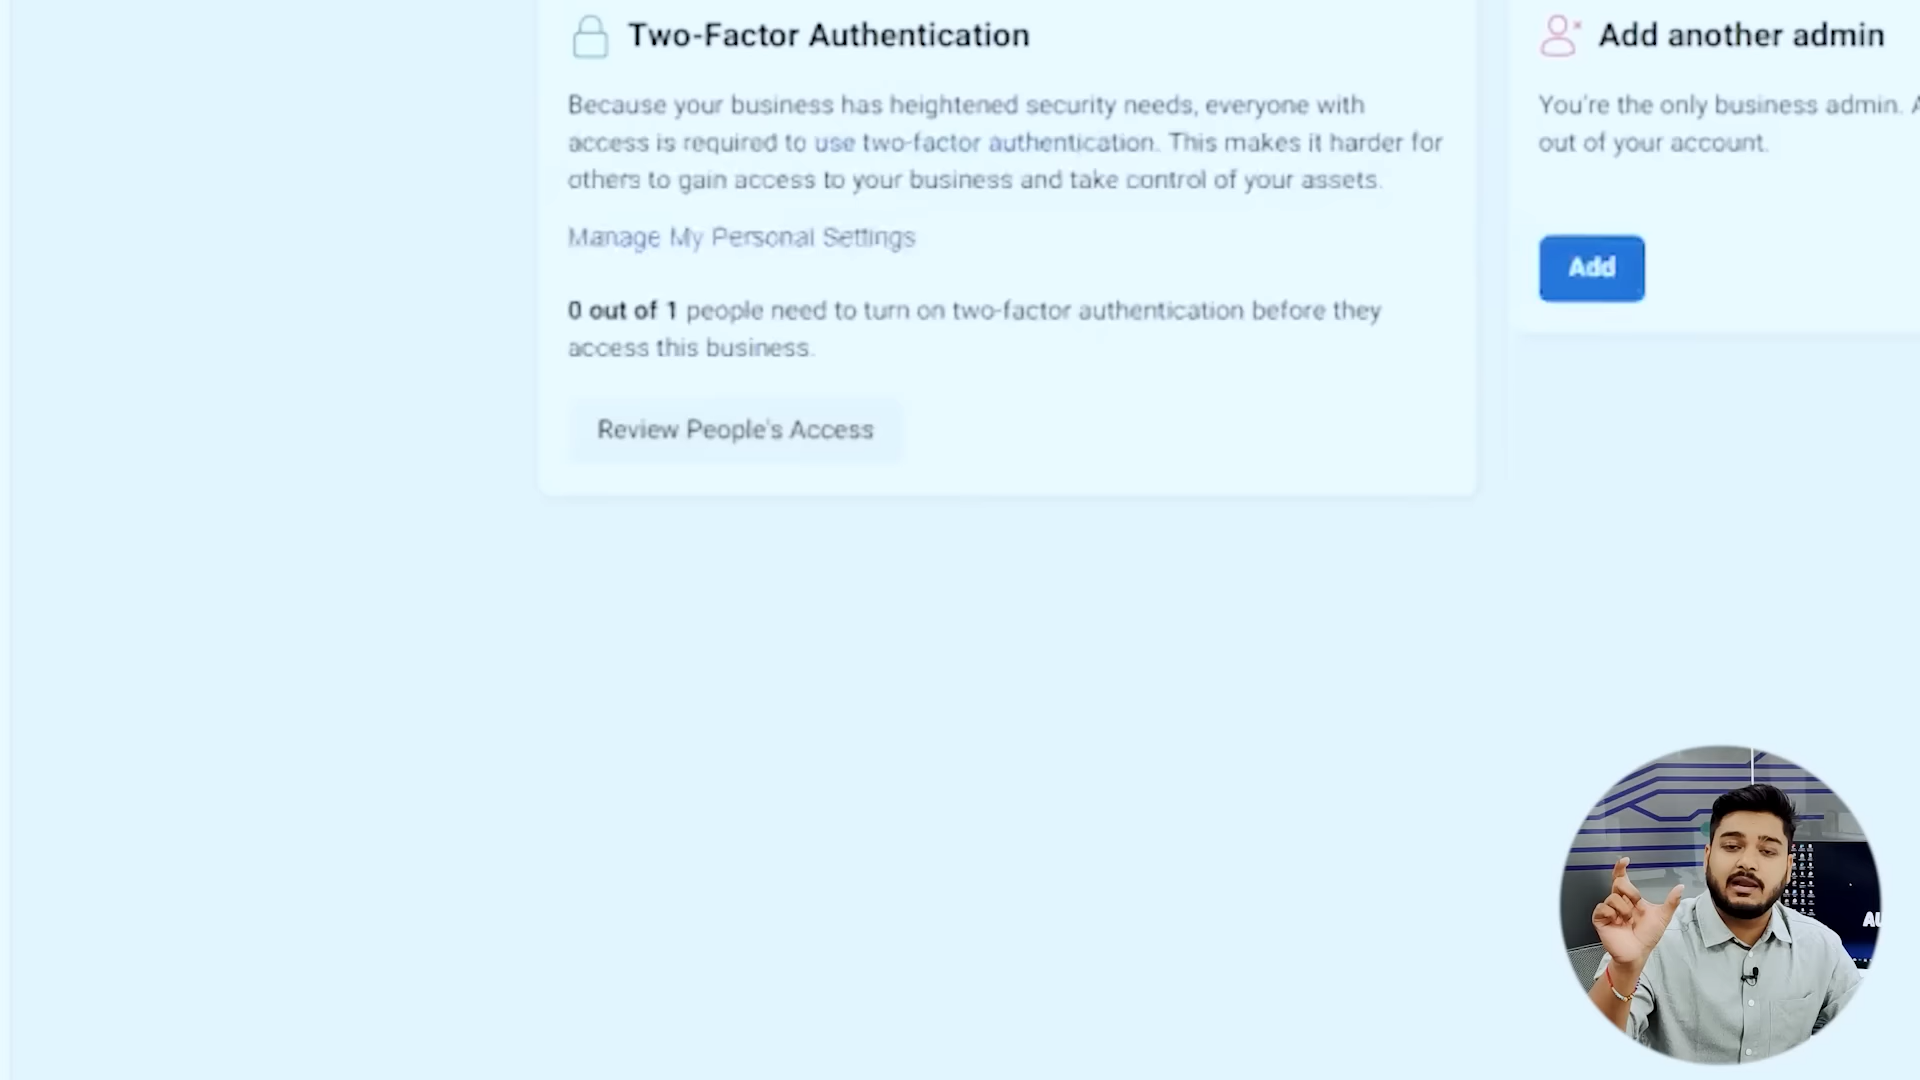 Two-Factor Authentication
Because your business has heightened security needs, everyone with
access is required to use two-factor authentication. This makes it harder for
others to gain access to your business and take control of your assets.
Manage My Personal Settings
0 out of 1 people need to turn on two-factor authentication before they
access this business.
Review People's Access
Add another admin
You're the only business admin. A
out of your account.
Add
AU